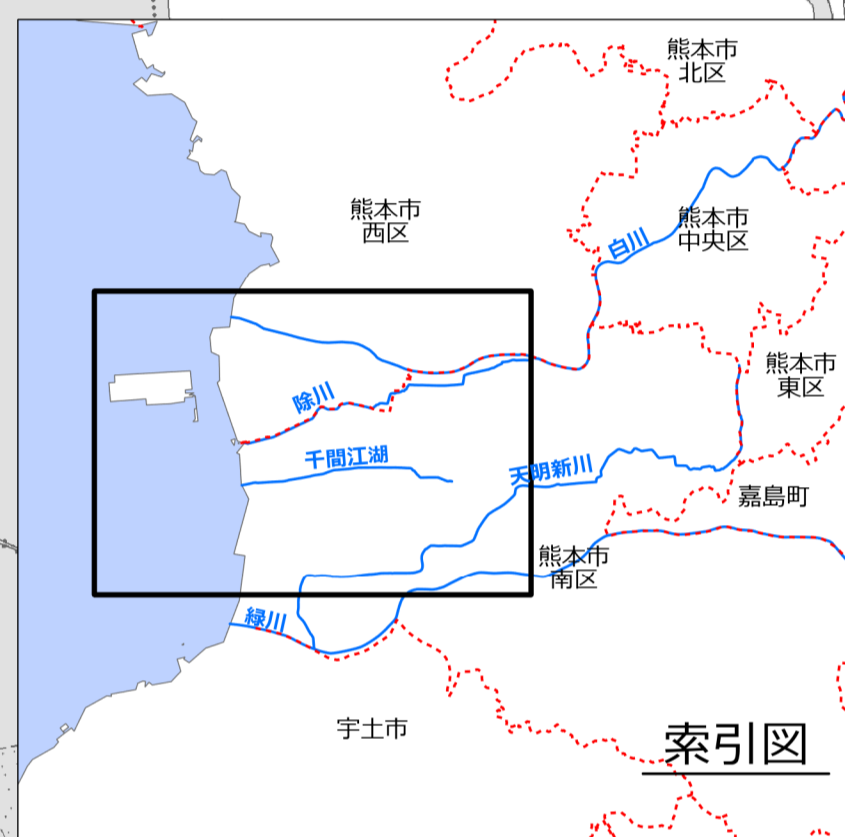 熊本市
北区
熊本市
西区
熊本市
中央区
白川
熊本市
東区
除川
千間江湖
天明新川
嘉島町
熊本市
南区
緑川
宇土市
索引図